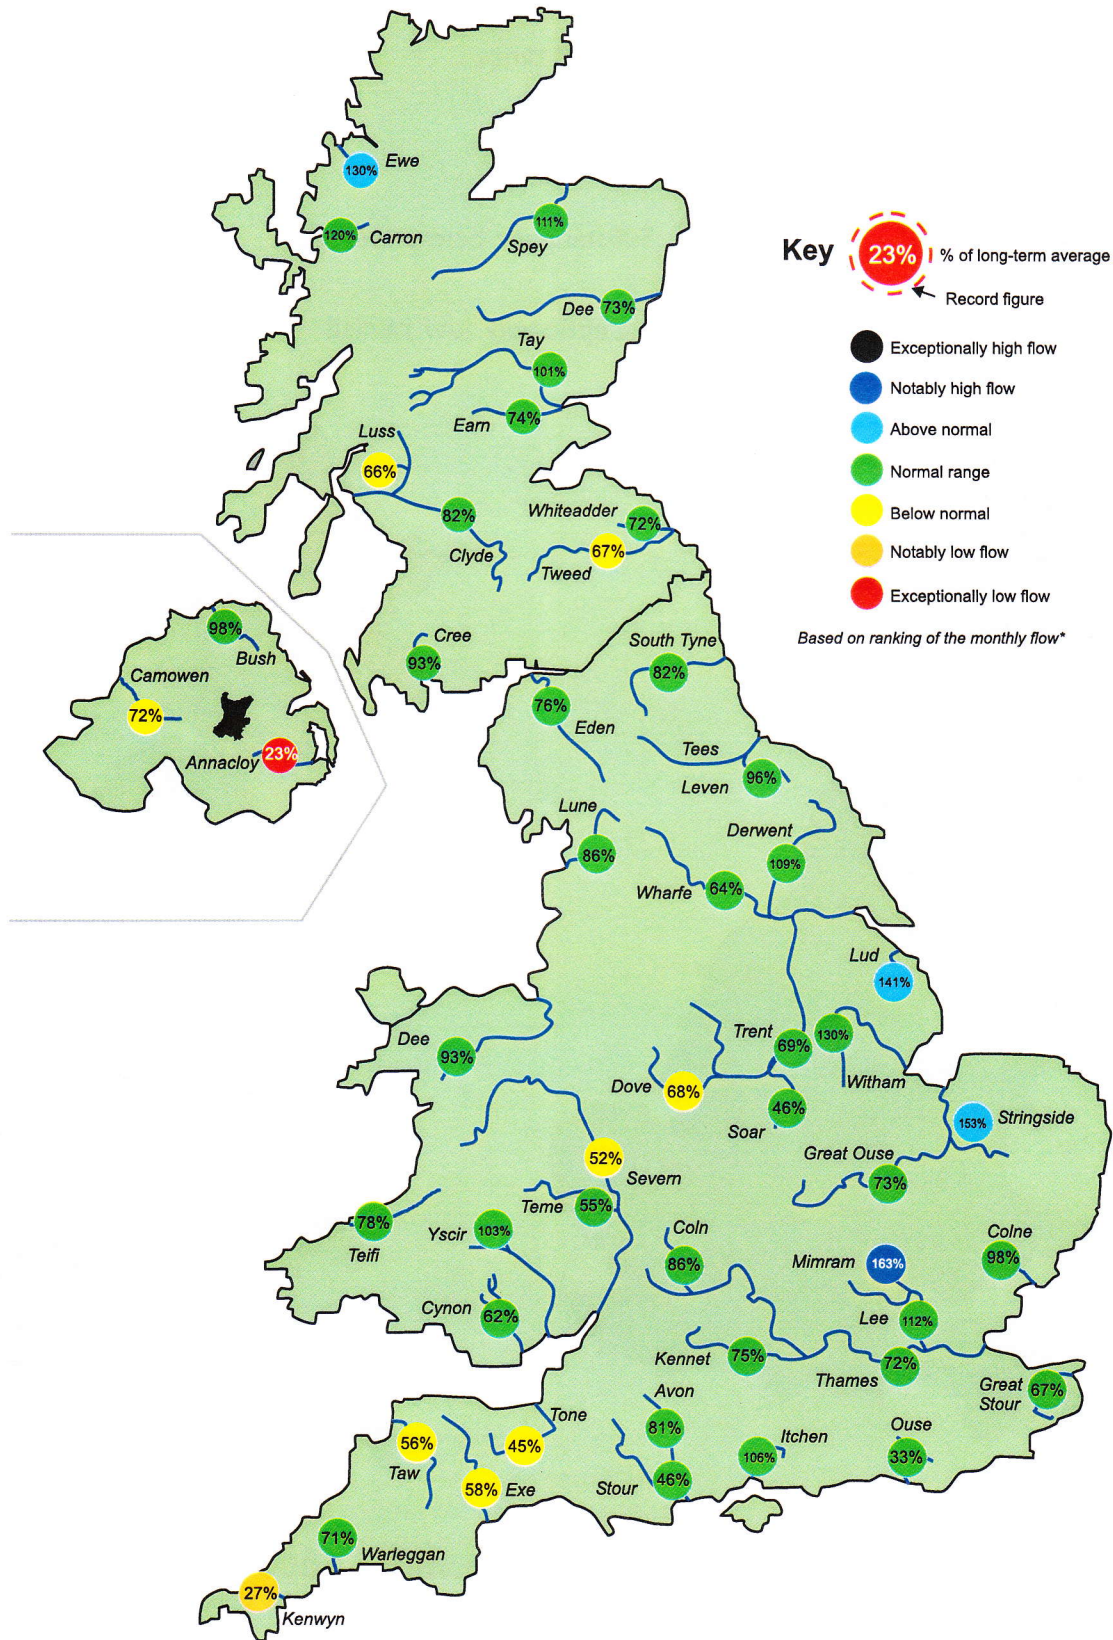 Ewe
130%
120%
Carron
111%
Spey
Key
23%
% of long-term average
Record figure
Dee
73%
Exceptionally high flow
Notably high flow
Above normal
Normal range
Below normal
Notably low flow
Exceptionally low flow
Based on ranking of the monthly flow*
Tay
101%
Earn
74%
Luss
66%
82%
Clyde
Whiteadder
72%
67%
Tweed
Cree
93%
98%
Bush
Camowen
72%
Annacloy
23%
South Tyne
82%
76%
Eden
Tees
Leven
96%
Lune
86%
Derwent
109%
Wharfe
64%
Lud
141%
Dee
93%
Trent
69%
130%
Witham
Dove
68%
46%
Soar
153%
Stringside
Great Ouse
73%
52%
Severn
Teme
55%
78%
Teifi
Yscir
103%
Coln
86%
Mimram
163%
Colne
98%
Cynon
62%
Lee
112%
Kennet
75%
72%
Thames
Great
Stour
67%
Avon
81%
Tone
45%
56%
Taw
58%
Exe
Stour
46%
Itchen
106%
Ouse
33%
71%
Warleggan
27%
Kenwyn